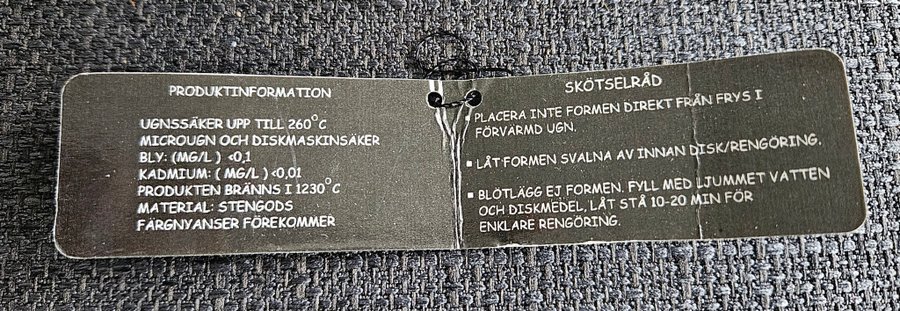 PRODUKTINFORMATION
UGNSSÄKER UPP TILL 260°C
MICROUGN OCH DISKMASKINSÄKER
BLY: (MG/L) <0,1
KADMIUM: (MG/L) <0,01
PRODUKTEN BRÄNNS I 1230°C
MATERIAL: STENGODS
FÄRGNYANSER FÖREKOMMER
SKÖTSELRÅD
▪ PLACERA INTE FORMEN DIREKT FRÅN FRYS I
FÖRVÄRMD UGN.
▪ LÅT FORMEN SVALNA AV INNAN DISK/RENGÖRING.
▪ BLÖTLÄGG EJ FORMEN. FYLL MED LJUMMET VATTEN
OCH DISKMEDEL, LÅT STÅ 10-20 MIN FÖR
ENKLARE RENGÖRING.